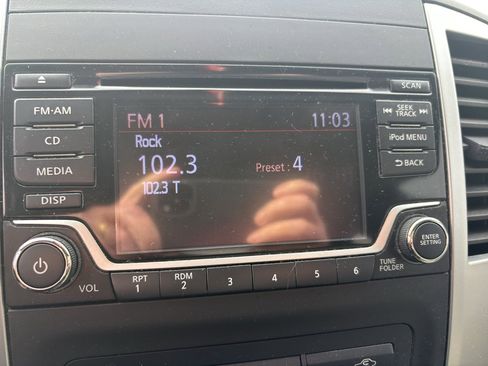 SCAN
FM·AM
CD
MEDIA
DISP
FM 1 11:03
Rock
102.3 Preset : 4
102.3 T
SEEK
TRACK
iPod MENU
BACK
VOL
RPT
1
RDM
2
3
4
5
6
TUNE
FOLDER
ENTER
SETTING